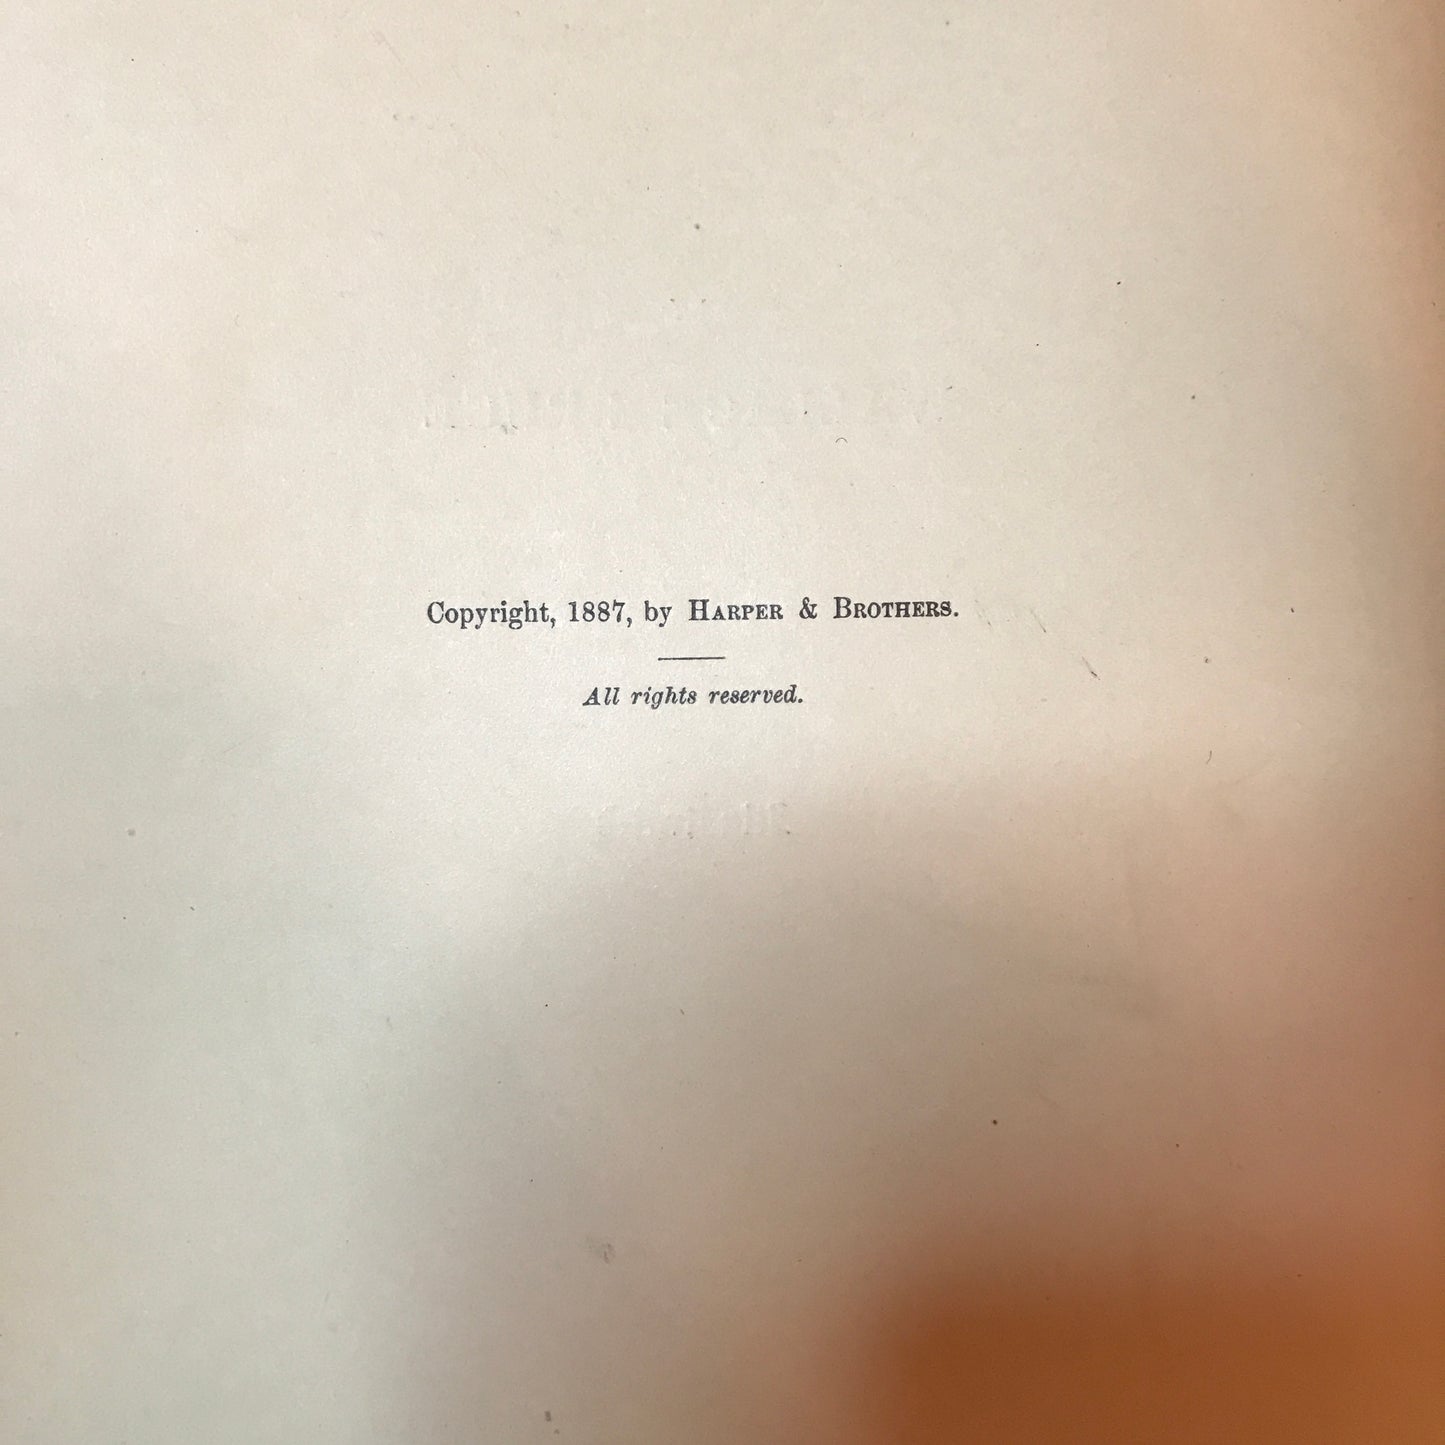 Copyright, 1887, by HARPER & BROTHERS.
All rights reserved.